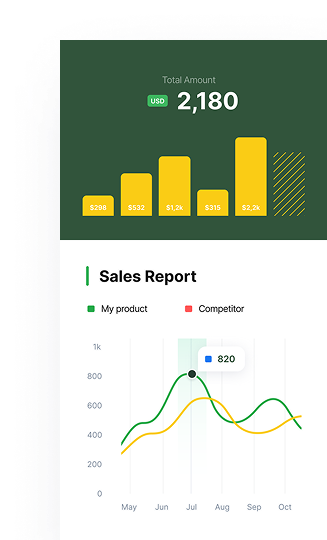 Total Amount
USD 2,180
$298 $532 $1,2k $315 $2,2k
Sales Report
My product Competitor
1k
820
800
600
400
200
0
May Jun Jul Aug Sep Oct